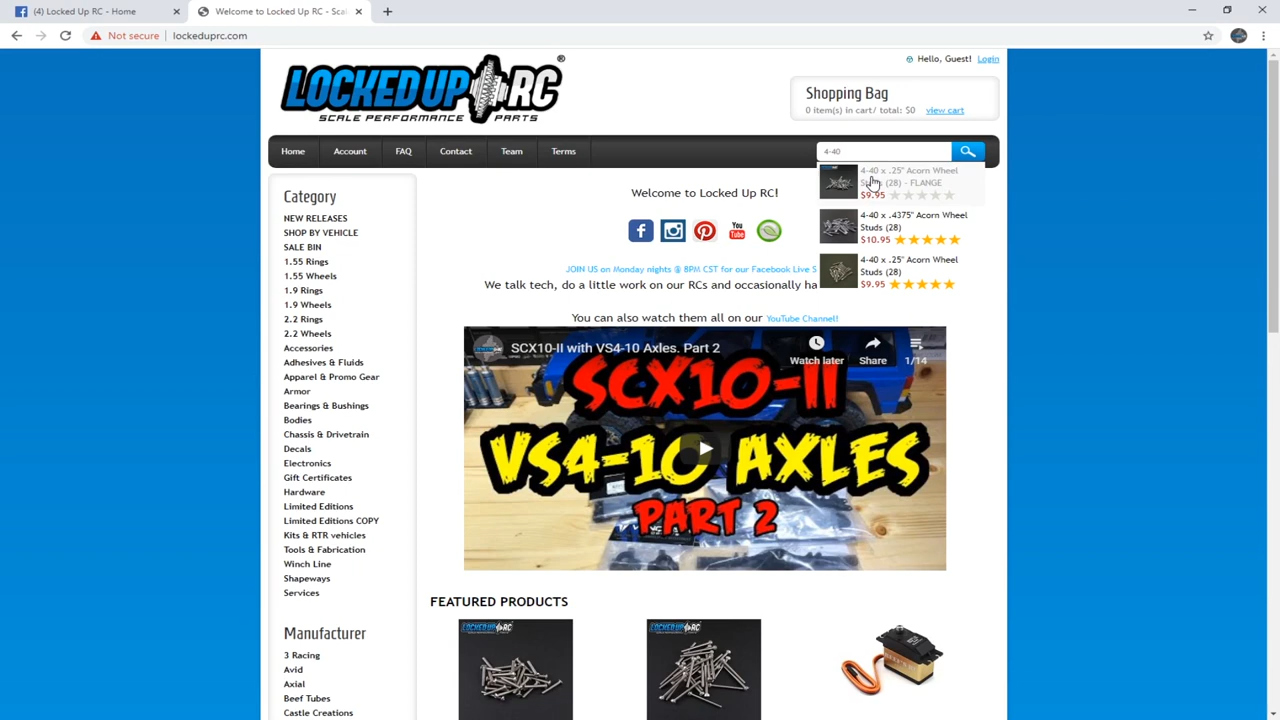 (4) Locked Up RC - Home
Welcome to Locked Up RC - Scal
Not secure | lockeduprc.com
LOCKED UP RC®
SCALE PERFORMANCE PARTS
Hello, Guest! Login
Shopping Bag
0 item(s) in cart/ total: $0 view cart
Home Account FAQ Contact Team Terms
4-40
4-40 x .25" Acorn Wheel
(28) - FLANGE
$9.95
4-40 x .4375" Acorn Wheel
Studs (28)
$10.95
4-40 x .25" Acorn Wheel
Studs (28)
$9.95
Category
NEW RELEASES
SHOP BY VEHICLE
SALE BIN
1.55 Rings
1.55 Wheels
1.9 Rings
1.9 Wheels
2.2 Rings
2.2 Wheels
Accessories
Adhesives & Fluids
Apparel & Promo Gear
Armor
Bearings & Bushings
Bodies
Chassis & Drivetrain
Decals
Electronics
Gift Certificates
Hardware
Limited Editions
Limited Editions COPY
Kits & RTR vehicles
Tools & Fabrication
Winch Line
Shapeways
Services
Manufacturer
3 Racing
Avid
Axial
Beef Tubes
Castle Creations
Welcome to Locked Up RC!
You
Tube
JOIN US on Monday nights @ 8PM CST for our Facebook Live S
We talk tech, do a little work on our RCs and occasionally ha
You can also watch them all on our YouTube Channel!
SCX10-II with VS4-10 Axles. Part 2
Watch later Share 1/14
SCX10-II
VS4-10 AXLES
PART 2
FEATURED PRODUCTS
LOCKED UP RC
LOCKED UP RC